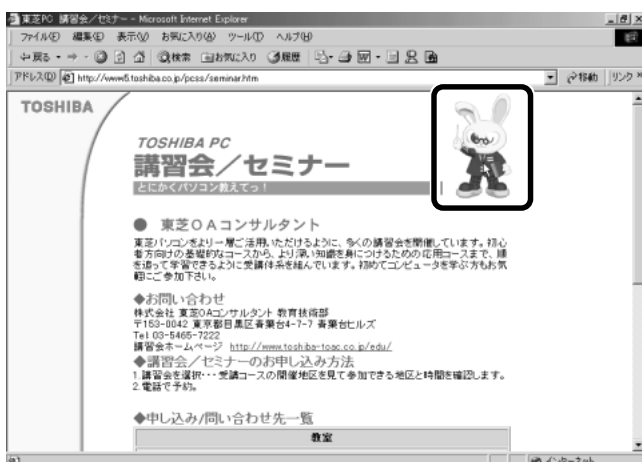 東芝PC 講習会／セミナー - Microsoft Internet Explorer
ファイル(F) 編集(E) 表示(V) お気に入り(A) ツール(T) ヘルプ(H)
戻る 検索 お気に入り 履歴
アドレス(D) http://www6.toshiba.co.jp/pcss/seminar.htm 移動 リンク
TOSHIBA
TOSHIBA PC
講習会／セミナー
とにかくパソコン教えてっ！
● 東芝OAコンサルタント
東芝パソコンをより一層ご活用いただけるように、多くの講習会を開催しています。初心
者方向けの基礎的なコースから、より深い知識を身につけるための応用コースまで、順
を追って学習できるように受講体系を組んでいます。初めてコンピュータを学ぶ方もお気
軽にご参加下さい。
◆お問い合わせ
株式会社 東芝OAコンサルタント 教育技術部
〒153-0042 東京都目黒区青葉台4-7-7 青葉台ヒルズ
Tel 03-5465-7222
講習会ホームページ http://www.toshiba-toac.co.jp/edu/
◆講習会／セミナーのお申し込み方法
1.講習会を選択・・・受講コースの開催地区を見て参加できる地区と時間を確認します。
2.電話で予約。
◆申し込み/問い合わせ先一覧
教室
インターネット